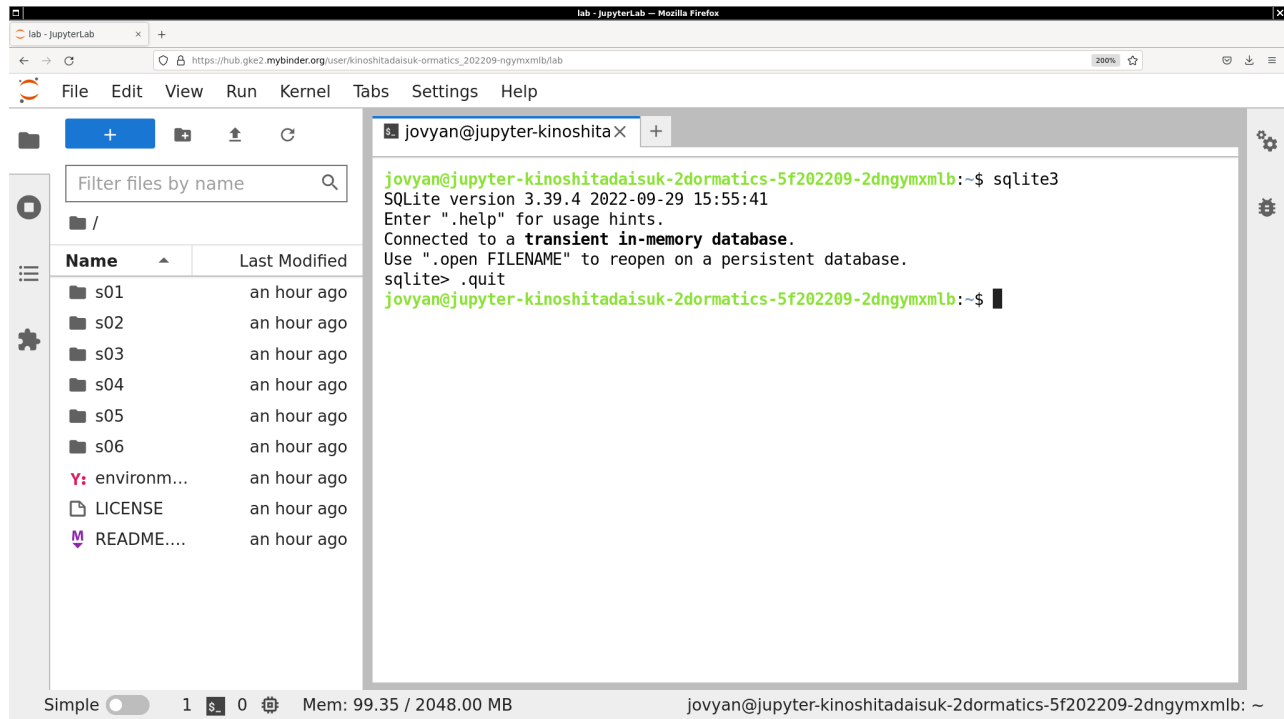 lab - JupyterLab — Mozilla Firefox
lab - JupyterLab × +
https://hub.gke2.mybinder.org/user/kinoshitadaisuk-ormatics_202209-ngymxmlb/lab 200%
File Edit View Run Kernel Tabs Settings Help
+
jovyan@jupyter-kinoshita × +
Filter files by name
/
Name Last Modified
s01 an hour ago
s02 an hour ago
s03 an hour ago
s04 an hour ago
s05 an hour ago
s06 an hour ago
Y: environm... an hour ago
LICENSE an hour ago
M README.... an hour ago
jovyan@jupyter-kinoshitadaisuk-2dormatics-5f202209-2dngymxmlb:~$ sqlite3
SQLite version 3.39.4 2022-09-29 15:55:41
Enter ".help" for usage hints.
Connected to a transient in-memory database.
Use ".open FILENAME" to reopen on a persistent database.
sqlite> .quit
jovyan@jupyter-kinoshitadaisuk-2dormatics-5f202209-2dngymxmlb:~$
Simple 1 $_ 0 Mem: 99.35 / 2048.00 MB jovyan@jupyter-kinoshitadaisuk-2dormatics-5f202209-2dngymxmlb: ~